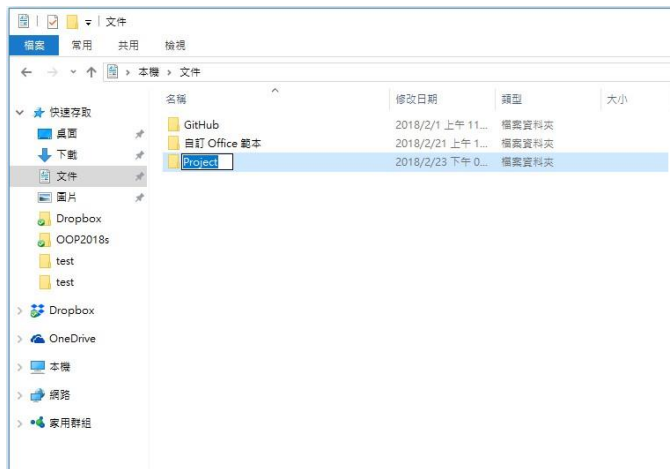 文件
檔案 常用 共用 檢視
本機 文件
名稱 修改日期 類型 大小
快速存取
桌面
下載
文件
圖片
Dropbox
OOP2018s
test
test
Dropbox
OneDrive
本機
網路
家用群組
GitHub 2018/2/1 上午 11... 檔案資料夾
自訂 Office 範本 2018/2/21 上午 1... 檔案資料夾
Project 2018/2/23 下午 0... 檔案資料夾